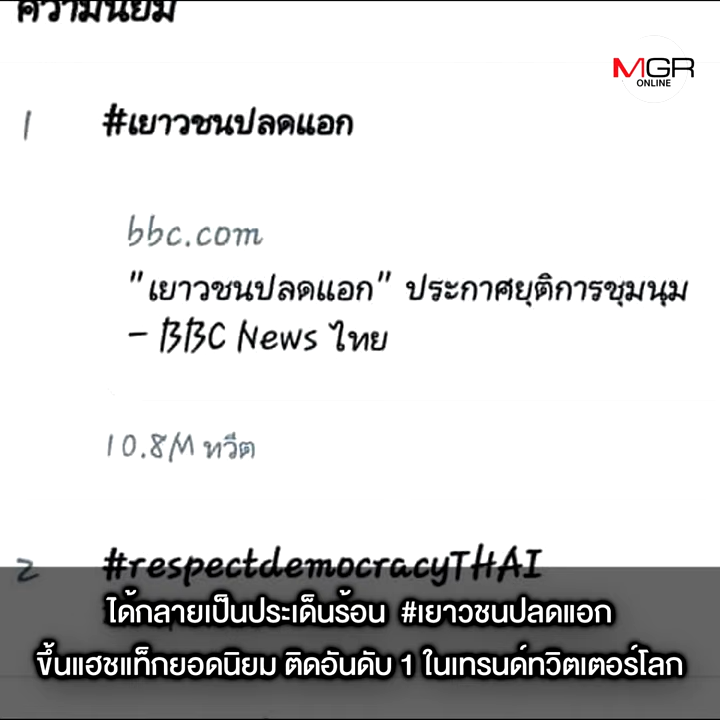 ความนิยม
MGR
ONLINE
1
#เยาวชนปลดแอก
bbc.com
"เยาวชนปลดแอก" ประกาศยุติการชุมนุม
– BBC News ไทย
10.8M ทวีต
2
#respectdemocracyTHAI
ได้กลายเป็นประเด็นร้อน #เยาวชนปลดแอก
ขึ้นแฮชแท็กยอดนิยม ติดอันดับ 1 ในเทรนด์ทวิตเตอร์โลก